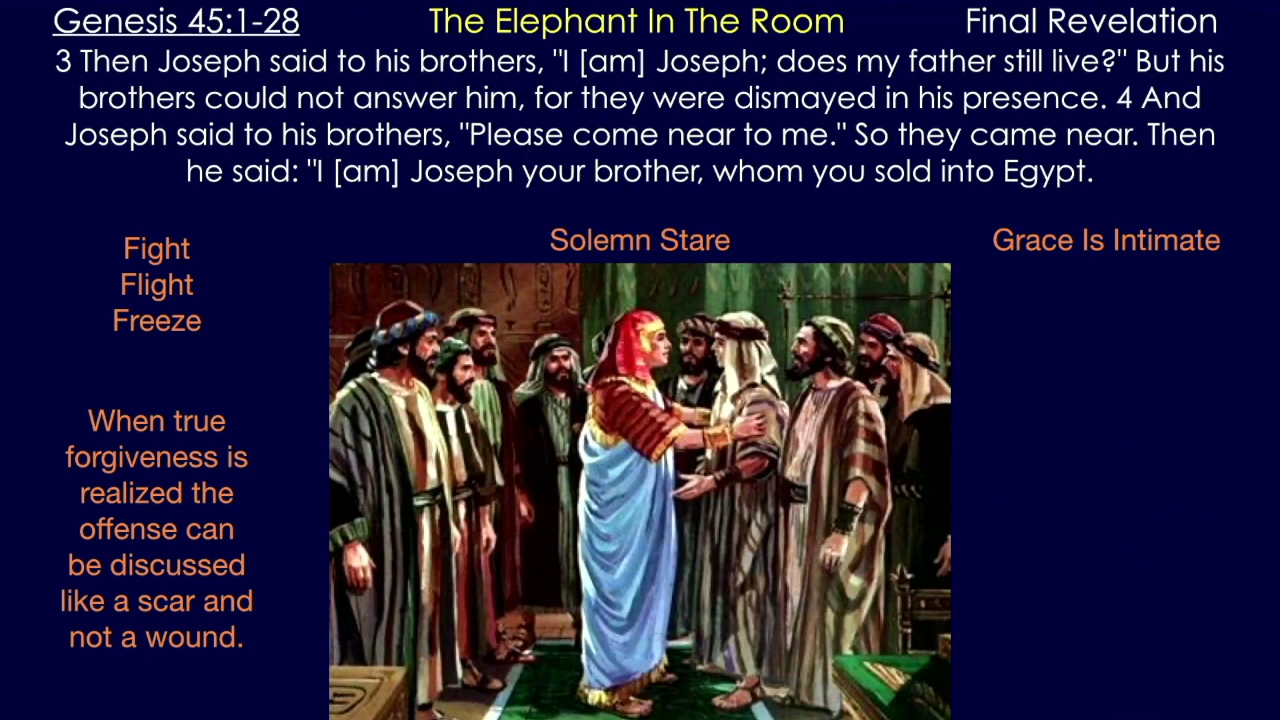 Genesis 45:1-28 The Elephant In The Room Final Revelation
3 Then Joseph said to his brothers, "I [am] Joseph; does my father still live?" But his
brothers could not answer him, for they were dismayed in his presence. 4 And
Joseph said to his brothers, "Please come near to me." So they came near. Then
he said: "I [am] Joseph your brother, whom you sold into Egypt.
Fight
Flight
Freeze
When true
forgiveness is
realized the
offense can
be discussed
like a scar and
not a wound.
Solemn Stare
Grace Is Intimate